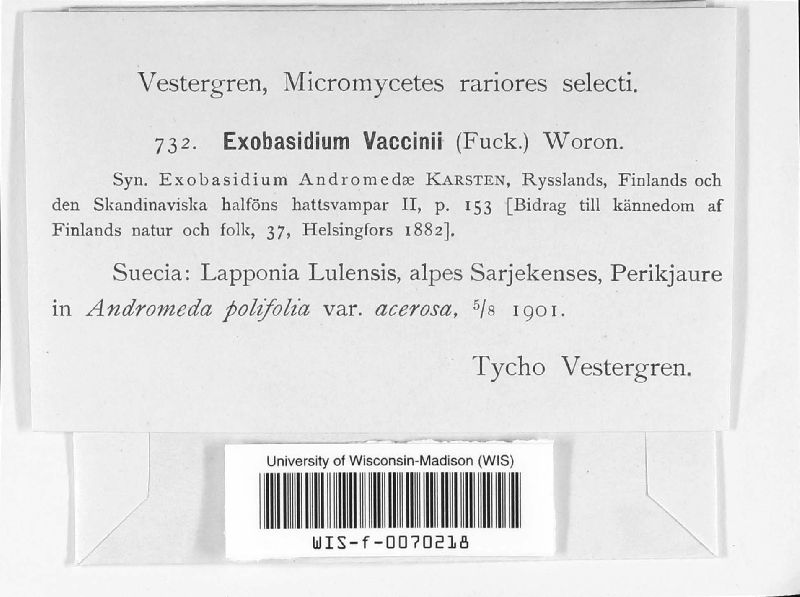 Vestergren, Micromycetes rariores selecti.
732. Exobasidium Vaccinii (Fuck.) Woron.
Syn. Exobasidium Andromedæ KARSTEN, Rysslands, Finlands och
den Skandinaviska halföns hattsvampar II, p. 153 [Bidrag till kännedom af
Finlands natur och folk, 37, Helsingfors 1882].
Suecia: Lapponia Lulensis, alpes Sarjekenses, Perikjaure
in Andromeda polifolia var. acerosa, 5/8 1901.
Tycho Vestergren.
University of Wisconsin-Madison (WIS)
WIS-f-0070218